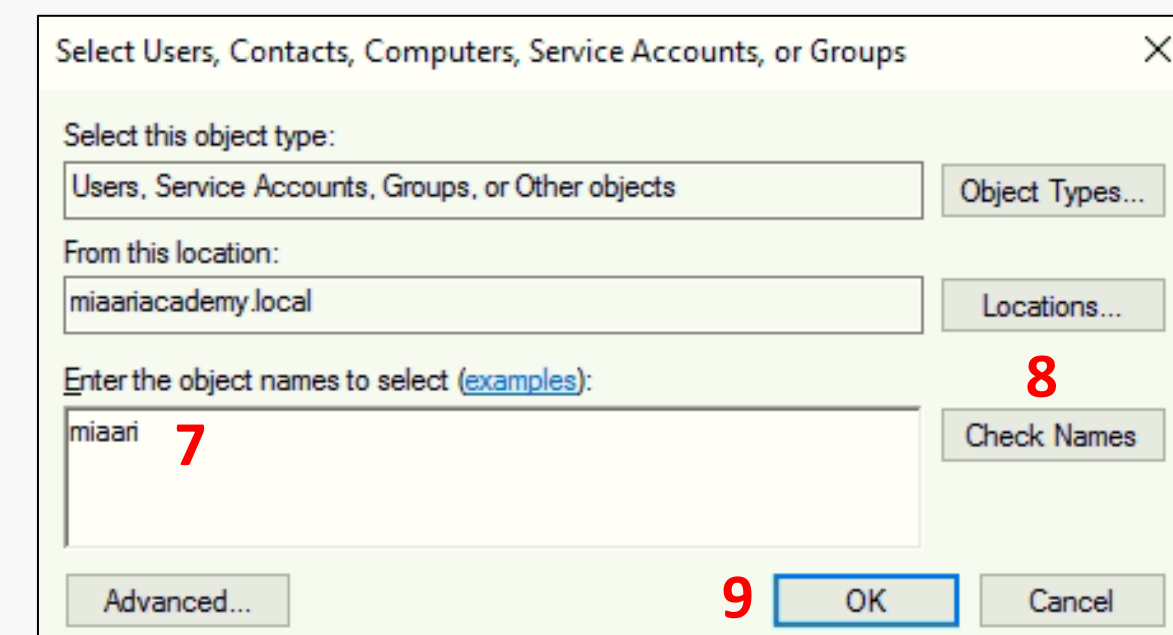 Select Users, Contacts, Computers, Service Accounts, or Groups
Select this object type:
Users, Service Accounts, Groups, or Other objects
Object Types...
From this location:
miaariacademy.local
Locations...
Enter the object names to select (examples):
8
miaari
7
Check Names
Advanced...
9
OK
Cancel